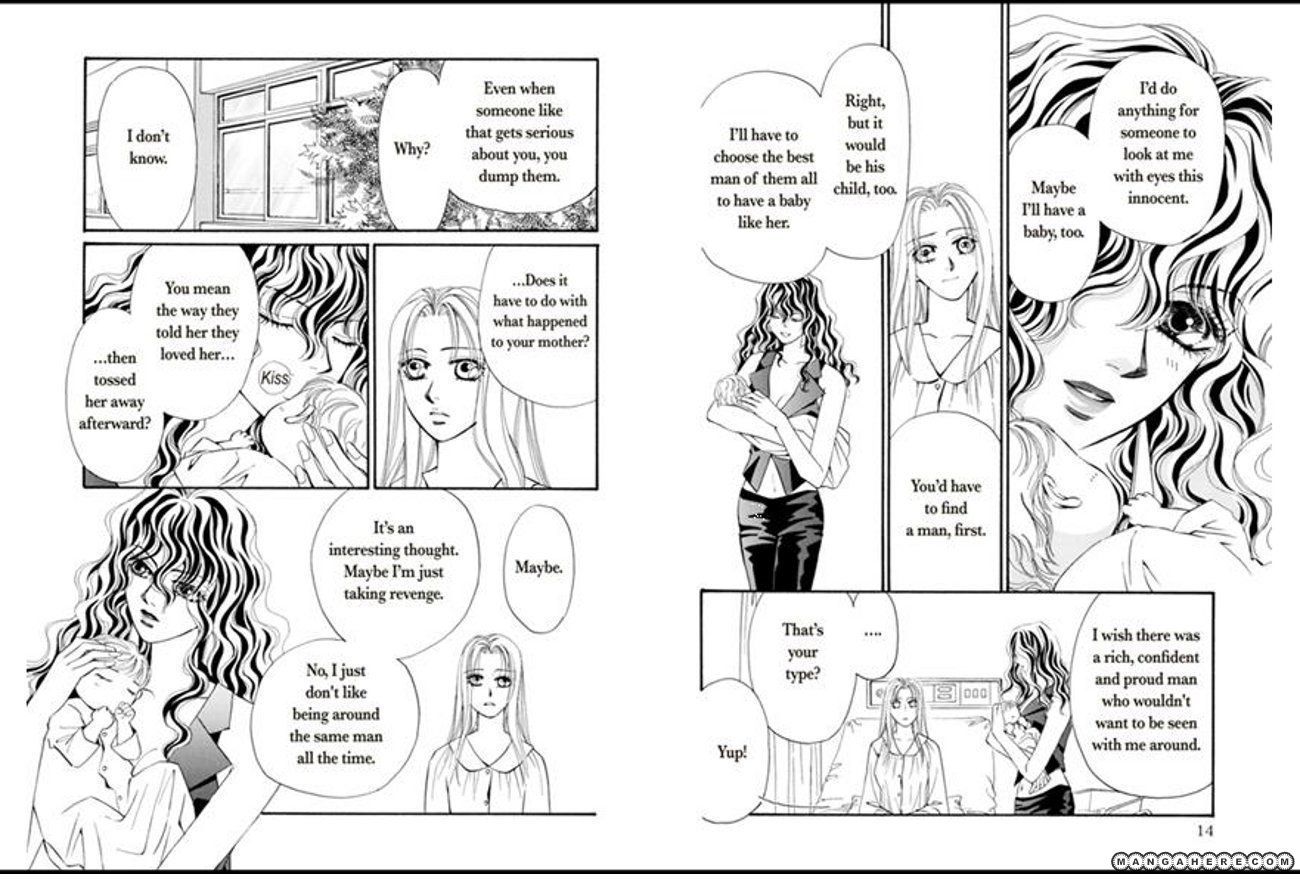 I'd do
anything for
someone to
look at me
with eyes this
innocent.
Maybe
I'll have a
baby, too.
You'd have
to find
a man, first.
Right,
but it
would
be his
child, too.
I'll have to
choose the best
man of them all
to have a baby
like her.
I wish there was
a rich, confident
and proud man
who wouldn't
want to be seen
with me around.
....
That's
your
type?
Yup!
14
Even when
someone like
that gets serious
about you, you
dump them.
Why?
I don't
know.
...Does it
have to do with
what happened
to your mother?
You mean
the way they
told her they
loved her...
Kiss
...then
tossed
her away
afterward?
Maybe.
It's an
interesting thought.
Maybe I'm just
taking revenge.
No, I just
don't like
being around
the same man
all the time.
MANGAHERE.COM